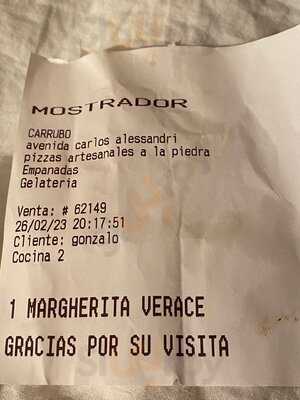 MOSTRADOR
CARRUBO
avenida carlos alessandri
pizzas artesanales a la piedra
Empanadas
Gelateria
Venta: # 62149
26/02/23 20:17:51
Cliente: gonzalo
Cocina 2
1 MARGHERITA VERACE
GRACIAS POR SU VISITA